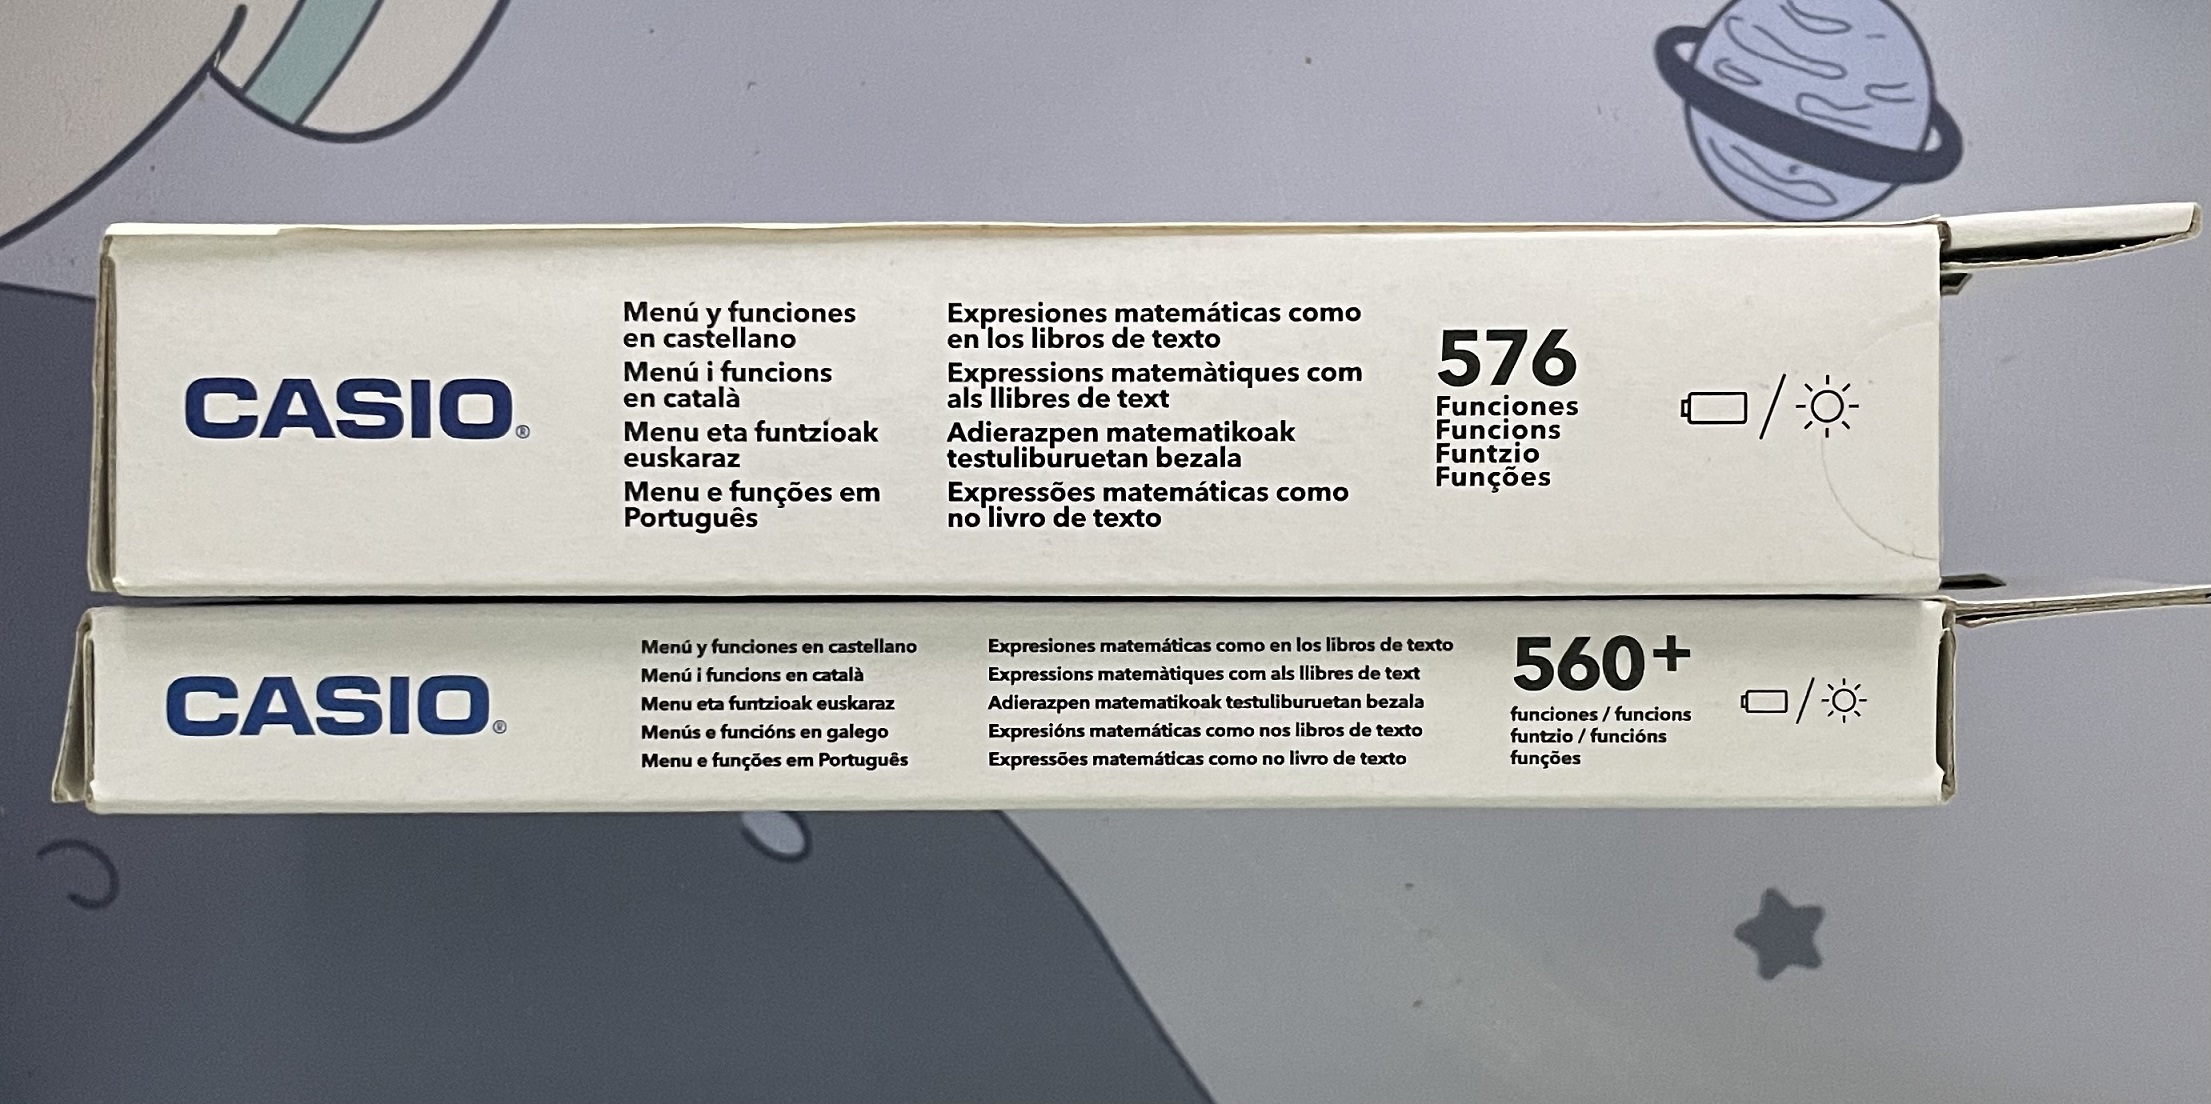 CASIO®
Menú y funciones
en castellano
Menú i funcions
en català
Menu eta funtzioak
euskaraz
Menu e funções em
Português
Expresiones matemáticas como
en los libros de texto
Expressions matemàtiques com
als llibres de text
Adierazpen matematikoak
testuliburuetan bezala
Expressões matemáticas como
no livro de texto
576
Funciones
Funcions
Funtzio
Funções
CASIO®
Menú y funciones en castellano
Menú i funcions en català
Menu eta funtzioak euskaraz
Menús e funcións en galego
Menu e funções em Português
Expresiones matemáticas como en los libros de texto
Expressions matemàtiques com als llibres de text
Adierazpen matematikoak testuliburuetan bezala
Expresións matemáticas como nos libros de texto
Expressões matemáticas como no livro de texto
560+
funciones / funcions
funtzio / funcións
funções